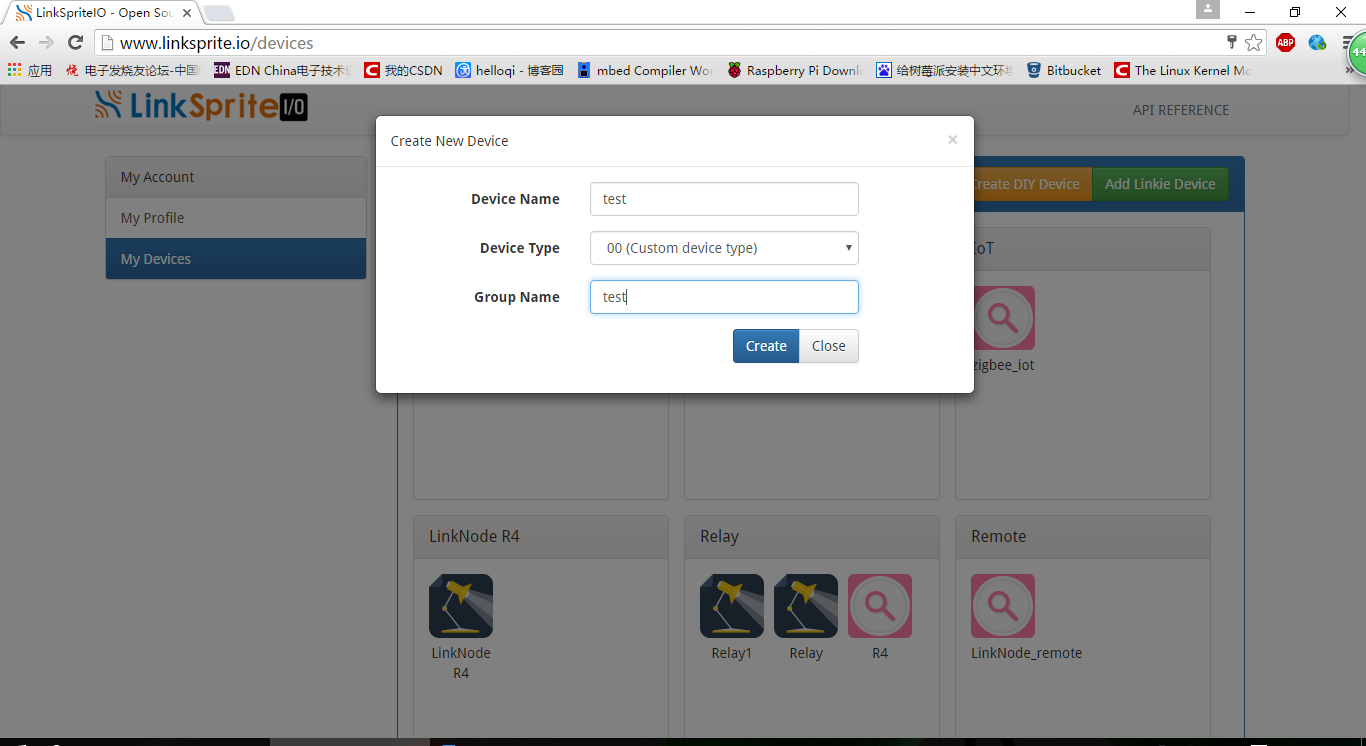 LinkSpriteIO - Open Sou
www.linksprite.io/devices
ABP
44
应用
电子发烧友论坛-中国
EDN EDN China电子技术
C 我的CSDN
helloqi - 博客园
mbed Compiler Wor
Raspberry Pi Downl
给树莓派安装中文环
Bitbucket
C The Linux Kernel Mo
LinkSprite I/O
API REFERENCE
My Account
My Profile
My Devices
Create New Device
×
Device Name
test
Device Type
00 (Custom device type)
Group Name
test
Create
Close
Create DIY Device
Add Linkie Device
IoT
zigbee_iot
LinkNode R4
LinkNode
R4
Relay
Relay1
Relay
R4
Remote
LinkNode_remote